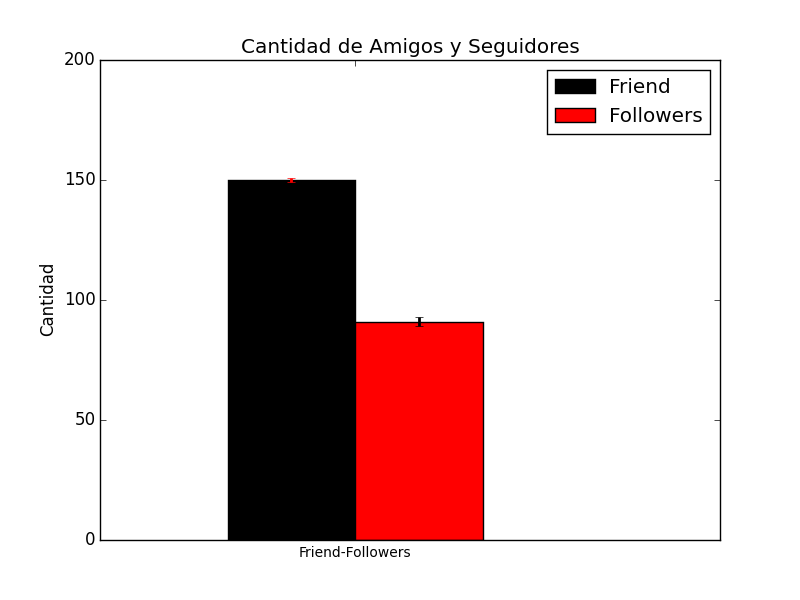 Cantidad de Amigos y Seguidores
Friend
Followers
200
150
100
50
0
Cantidad
Friend-Followers